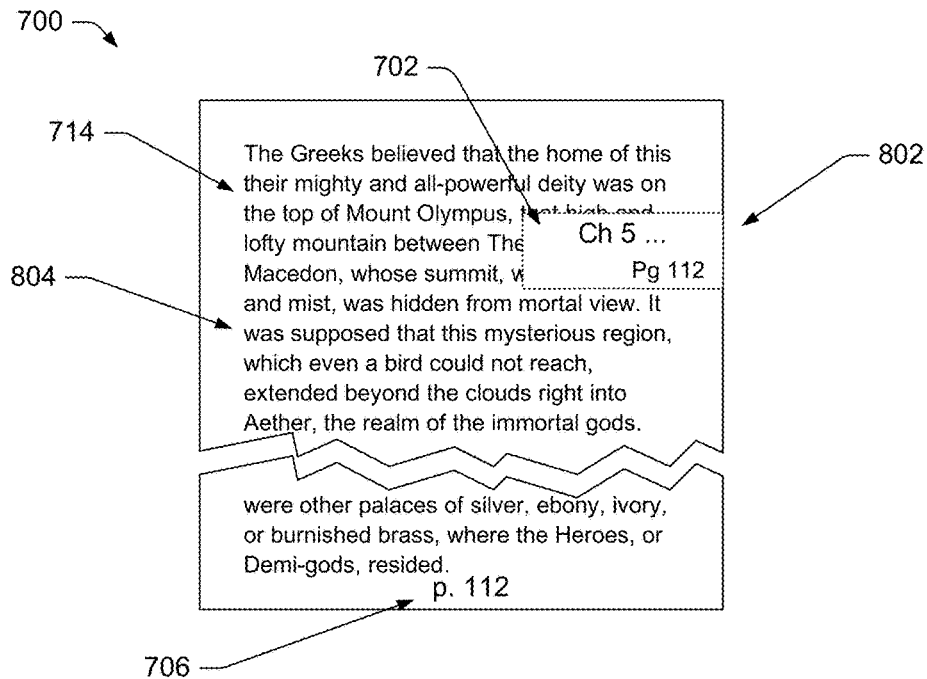 700
702
714
802
The Greeks believed that the home of this
their mighty and all-powerful deity was on
the top of Mount Olympus, that high and
Ch 5 ...
lofty mountain between The
Pg 112
Macedon, whose summit, w
804
and mist, was hidden from mortal view. It
was supposed that this mysterious region,
which even a bird could not reach,
extended beyond the clouds right into
Aether, the realm of the immortal gods.
were other palaces of silver, ebony, ivory,
or burnished brass, where the Heroes, or
Demi-gods, resided.
p. 112
706